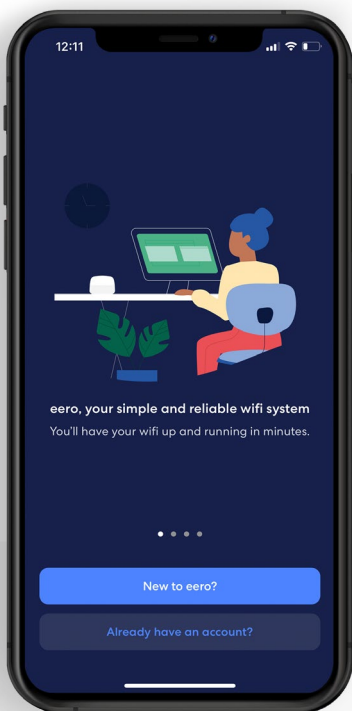 12:11
eero, your simple and reliable wifi system
You'll have your wifi up and running in minutes.
New to eero?
Already have an account?